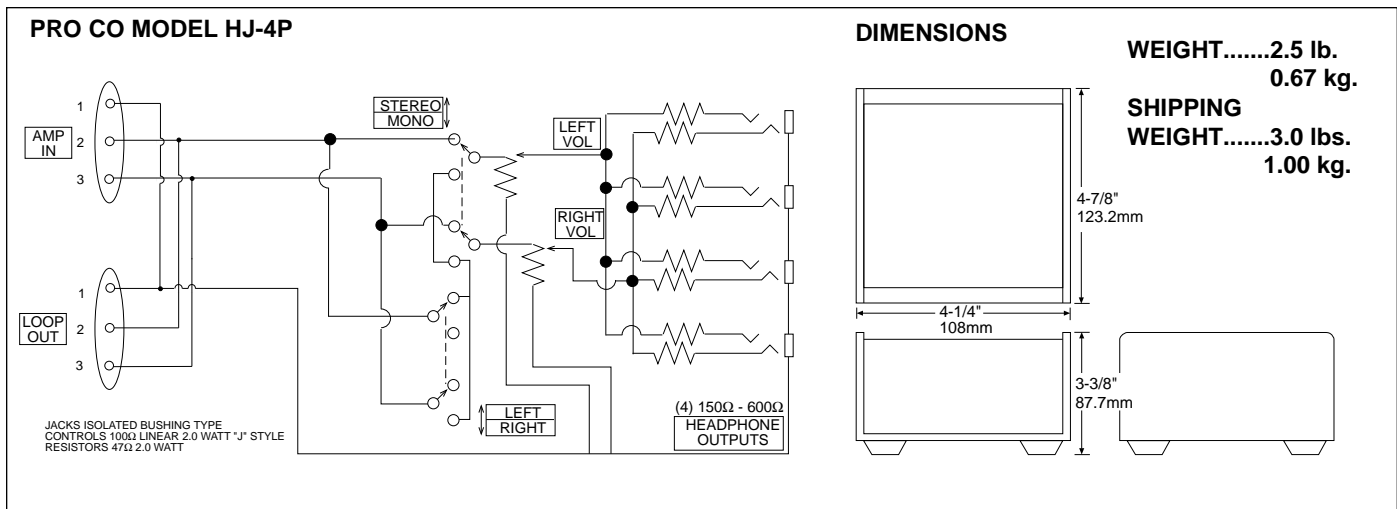 PRO CO MODEL HJ-4P
1
AMP
IN
2
3
1
LOOP
OUT
2
3
STEREO
MONO
LEFT
VOL
RIGHT
VOL
LEFT
RIGHT
(4) 150Ω - 600Ω
HEADPHONE
OUTPUTS
JACKS ISOLATED BUSHING TYPE
CONTROLS 100Ω LINEAR 2.0 WATT "J" STYLE
RESISTORS 47Ω 2.0 WATT
DIMENSIONS
4-7/8"
123.2mm
4-1/4"
108mm
3-3/8"
87.7mm
WEIGHT.......2.5 lb.
0.67 kg.
SHIPPING
WEIGHT.......3.0 lbs.
1.00 kg.